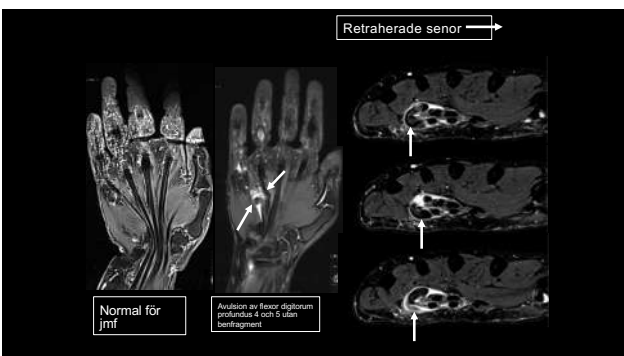 Retraherade senor
Normal för
jmf
Avulsion av flexor digitorum
profundus 4 och 5 utan
benfragment